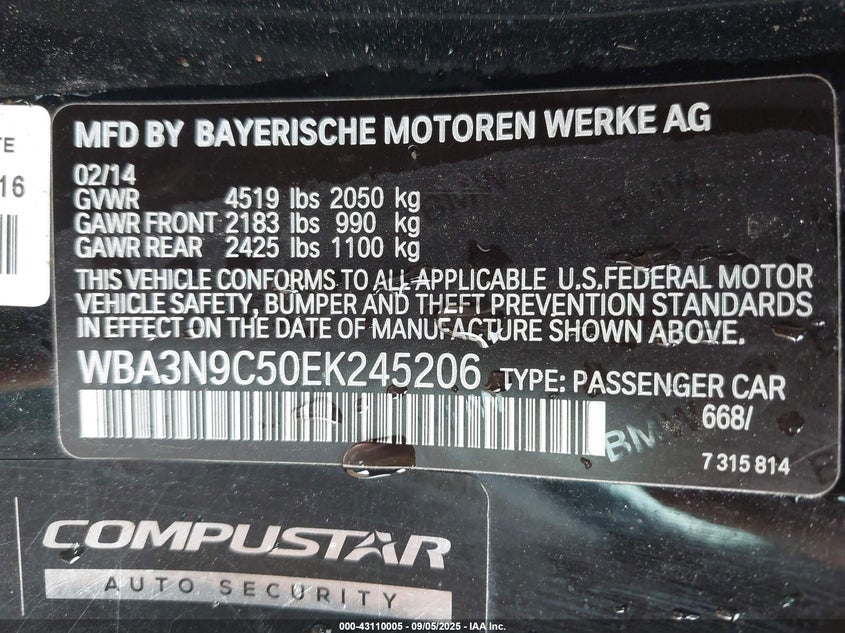 TE
16
MFD BY BAYERISCHE MOTOREN WERKE AG
02/14
GVWR 4519 lbs 2050 kg
GAWR FRONT 2183 lbs 990 kg
GAWR REAR 2425 lbs 1100 kg
THIS VEHICLE CONFORMS TO ALL APPLICABLE U.S.FEDERAL MOTOR
VEHICLE SAFETY, BUMPER AND THEFT PREVENTION STANDARDS
IN EFFECT ON THE DATE OF MANUFACTURE SHOWN ABOVE.
WBA3N9C50EK245206 TYPE: PASSENGER CAR
668/
BMW
7 315 814
COMPUSTAR
AUTO SECURITY
000-43110005 - 09/05/2025 - IAA Inc.